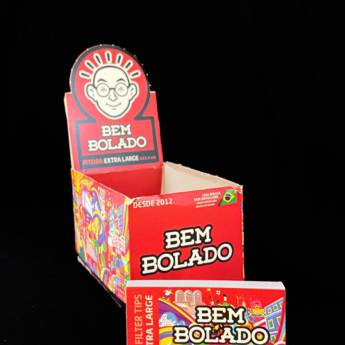 BEM
BOLADO
PITEIRA EXTRA LARGE
DESDE 2012
BEM
BOLADO
FILTER TIPS
EXTRA LARGE
BEM
BOLADO